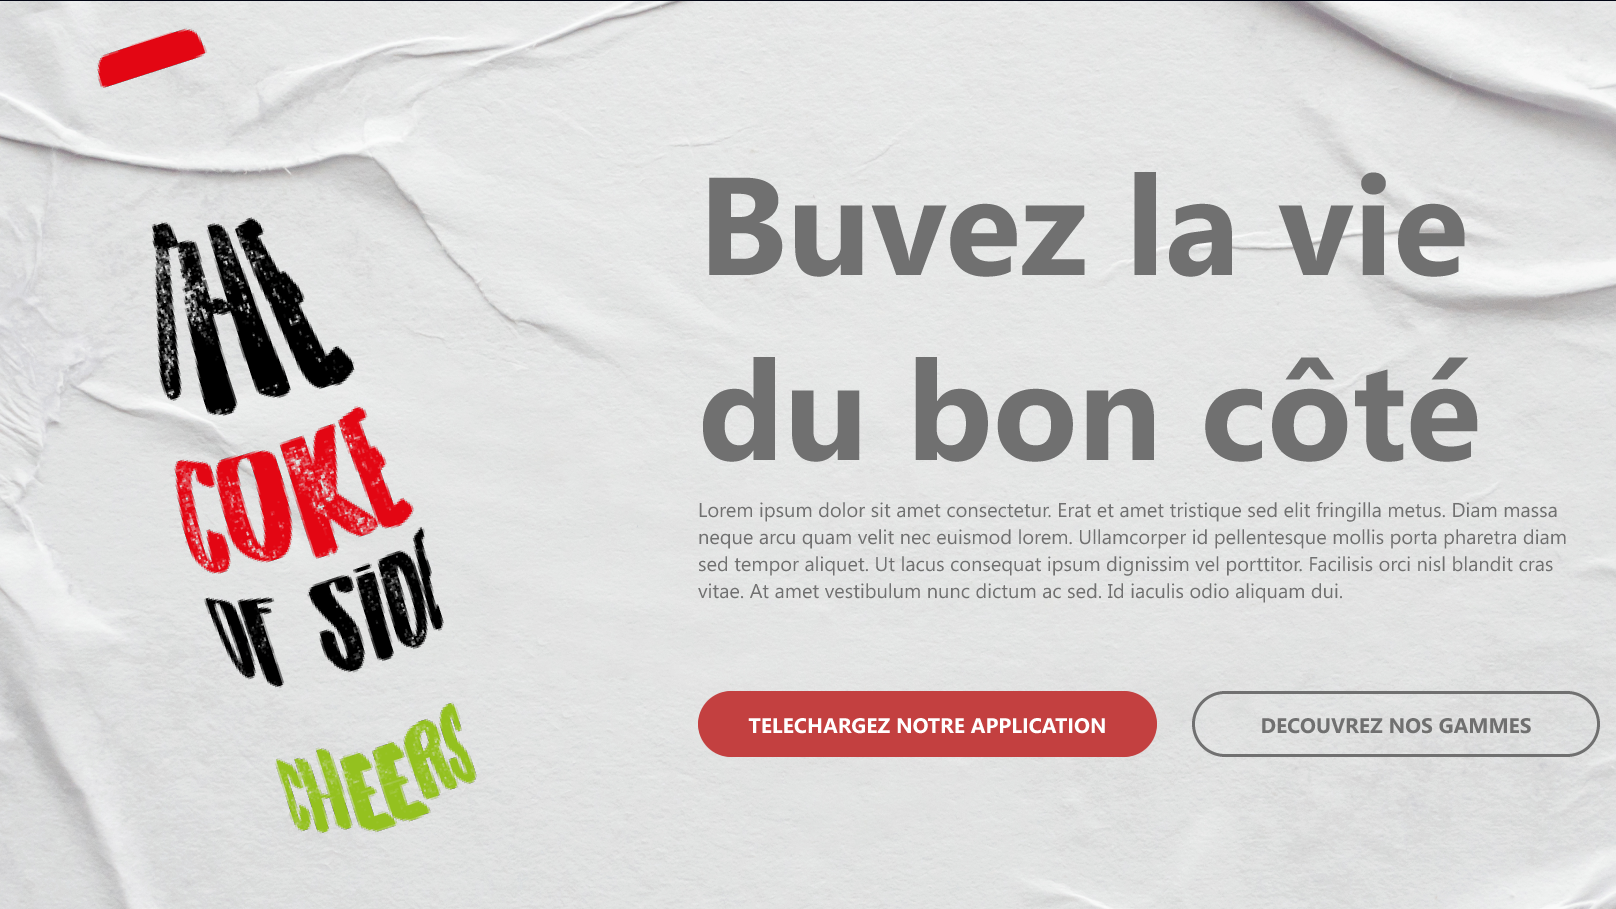 THE
COKE
OF SIDE
CHEERS
Buvez la vie
du bon côté
Lorem ipsum dolor sit amet consectetur. Erat et amet tristique sed elit fringilla metus. Diam massa
neque arcu quam velit nec euismod lorem. Ullamcorper id pellentesque mollis porta pharetra diam
sed tempor aliquet. Ut lacus consequat ipsum dignissim vel porttitor. Facilisis orci nisl blandit cras
vitae. At amet vestibulum nunc dictum ac sed. Id iaculis odio aliquam dui.
TELECHARGEZ NOTRE APPLICATION
DECOUVREZ NOS GAMMES